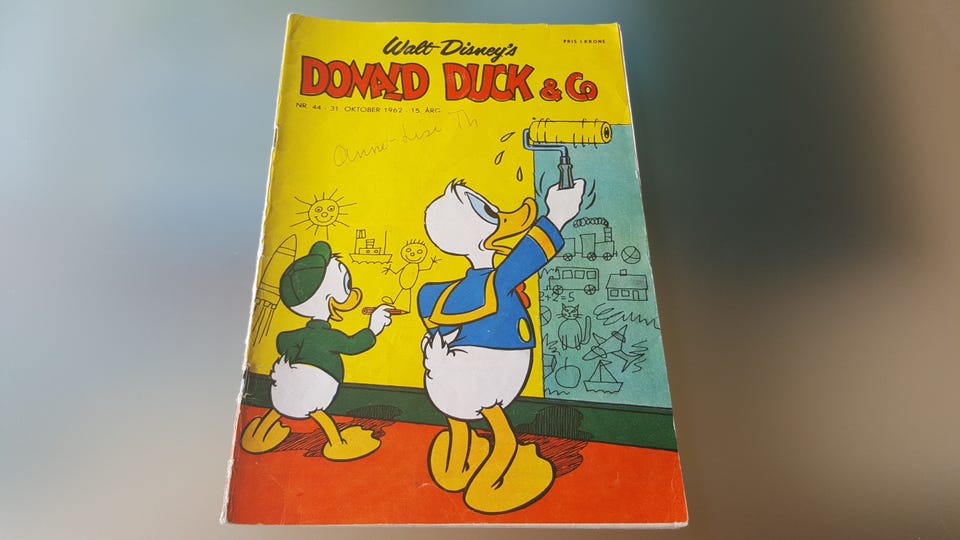 Walt Disney's
PRIS 1 KRONE
DONALD DUCK & Co
NR. 44 - 31. OKTOBER 1962 - 15. ÅRG.
Anne-Lise Th
2+2=5